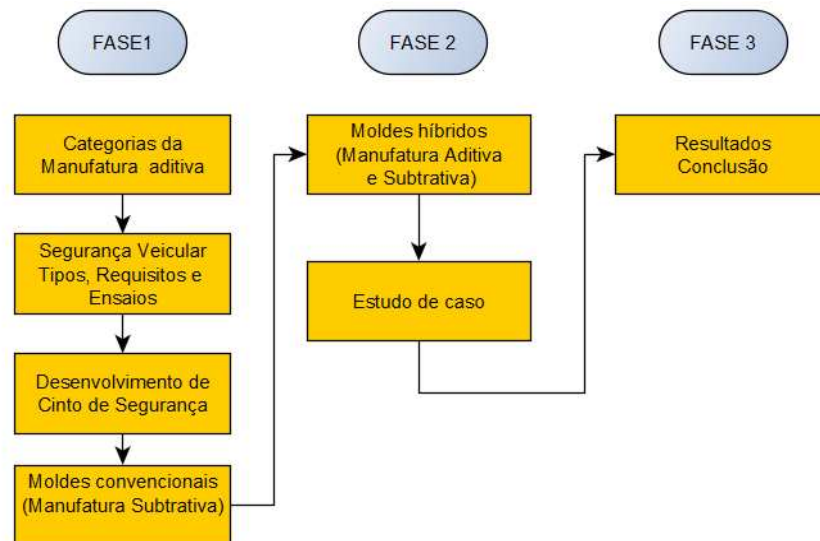 FASE1
Categorias da
Manufatura aditiva
Segurança Veicular
Tipos, Requisitos e
Ensaios
Desenvolvimento de
Cinto de Segurança
Moldes convencionais
(Manufatura Subtrativa)
FASE 2
Moldes híbridos
(Manufatura Aditiva
e Subtrativa)
Estudo de caso
FASE 3
Resultados
Conclusão